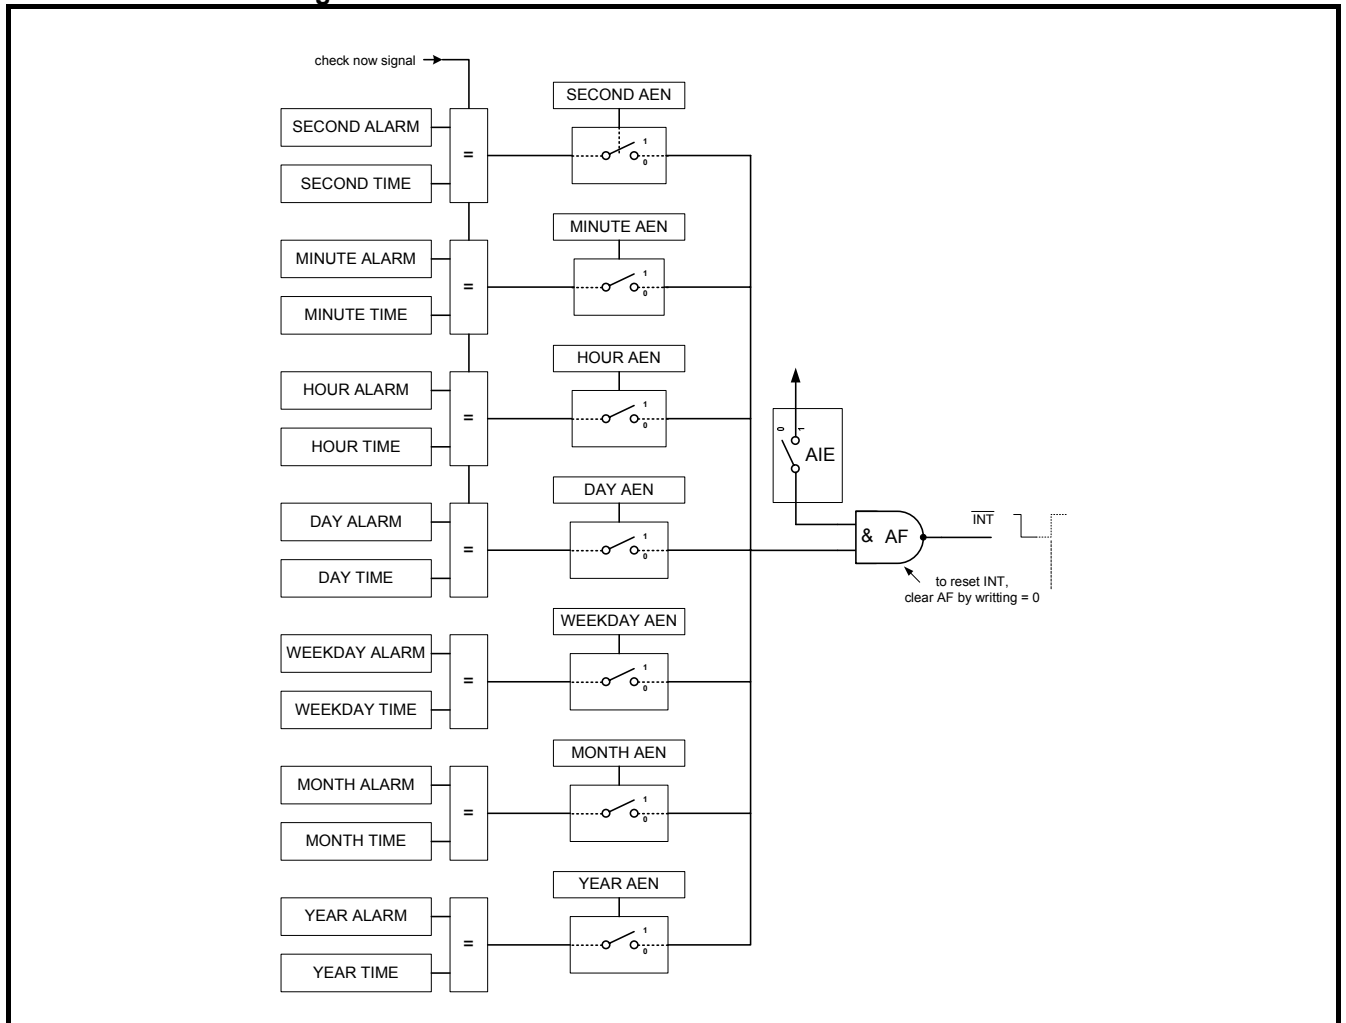 check now signal
SECOND AEN
SECOND ALARM
=
1
0
SECOND TIME
MINUTE AEN
MINUTE ALARM
=
1
0
MINUTE TIME
HOUR AEN
HOUR ALARM
=
1
0
HOUR TIME
0
1
AIE
DAY AEN
DAY ALARM
=
1
0
DAY TIME
& AF
INT
to reset INT,
clear AF by writting = 0
WEEKDAY AEN
WEEKDAY ALARM
=
1
0
WEEKDAY TIME
MONTH AEN
MONTH ALARM
=
1
0
MONTH TIME
YEAR AEN
YEAR ALARM
=
1
0
YEAR TIME